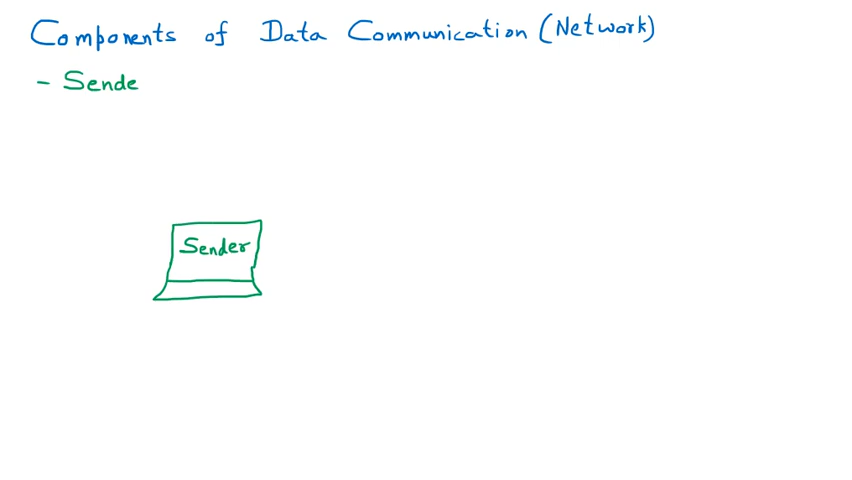 Components of Data Communication (Network)
- Sende
Sender